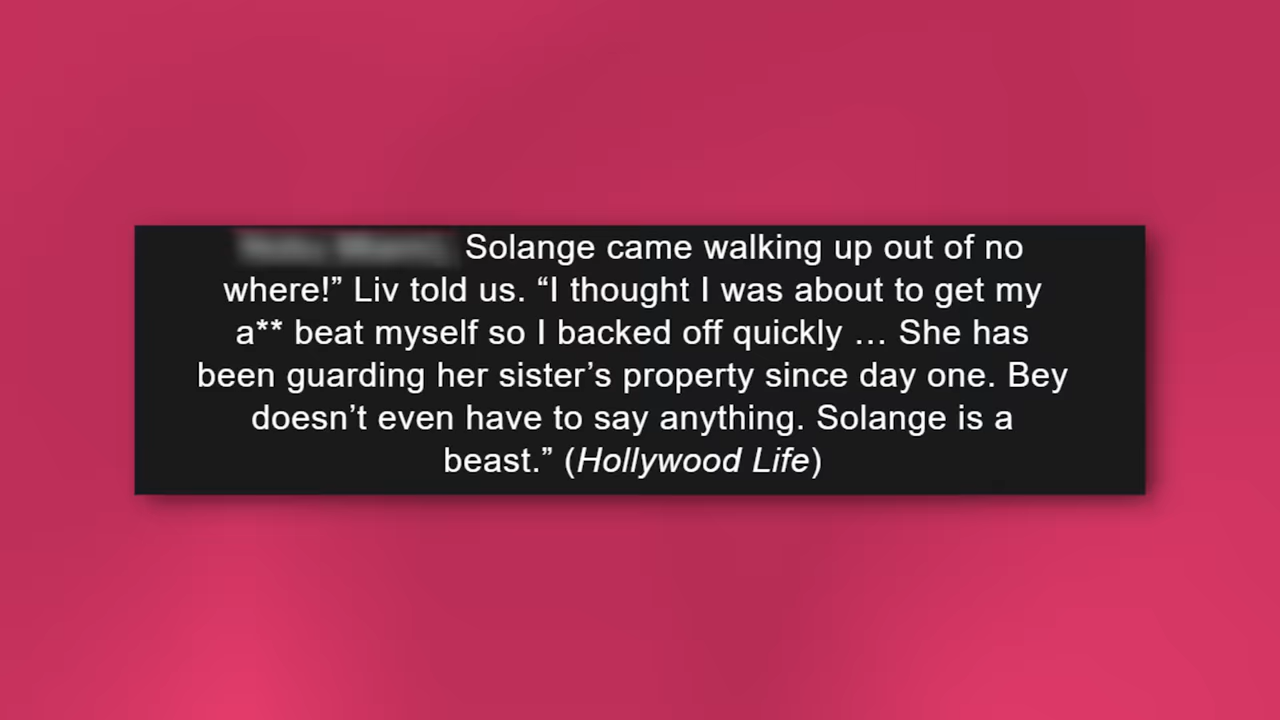 Solange came walking up out of no
where!” Liv told us. “I thought I was about to get my
a** beat myself so I backed off quickly … She has
been guarding her sister’s property since day one. Bey
doesn’t even have to say anything. Solange is a
beast.” (Hollywood Life)